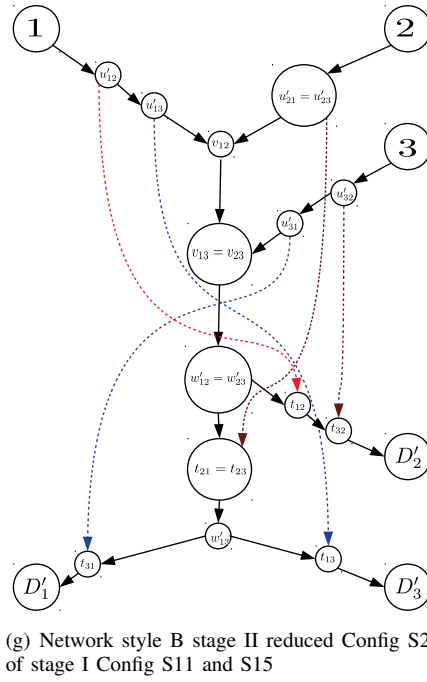 1
2
u′12
u′13
u′21 = u′23
v12
3
u′32
u′31
v13 = v23
w′12 = w′23
t12
t32
D′2
t21 = t23
w′13
t31
t13
D′1
D′3
(g) Network style B stage II reduced Config S2
of stage I Config S11 and S15